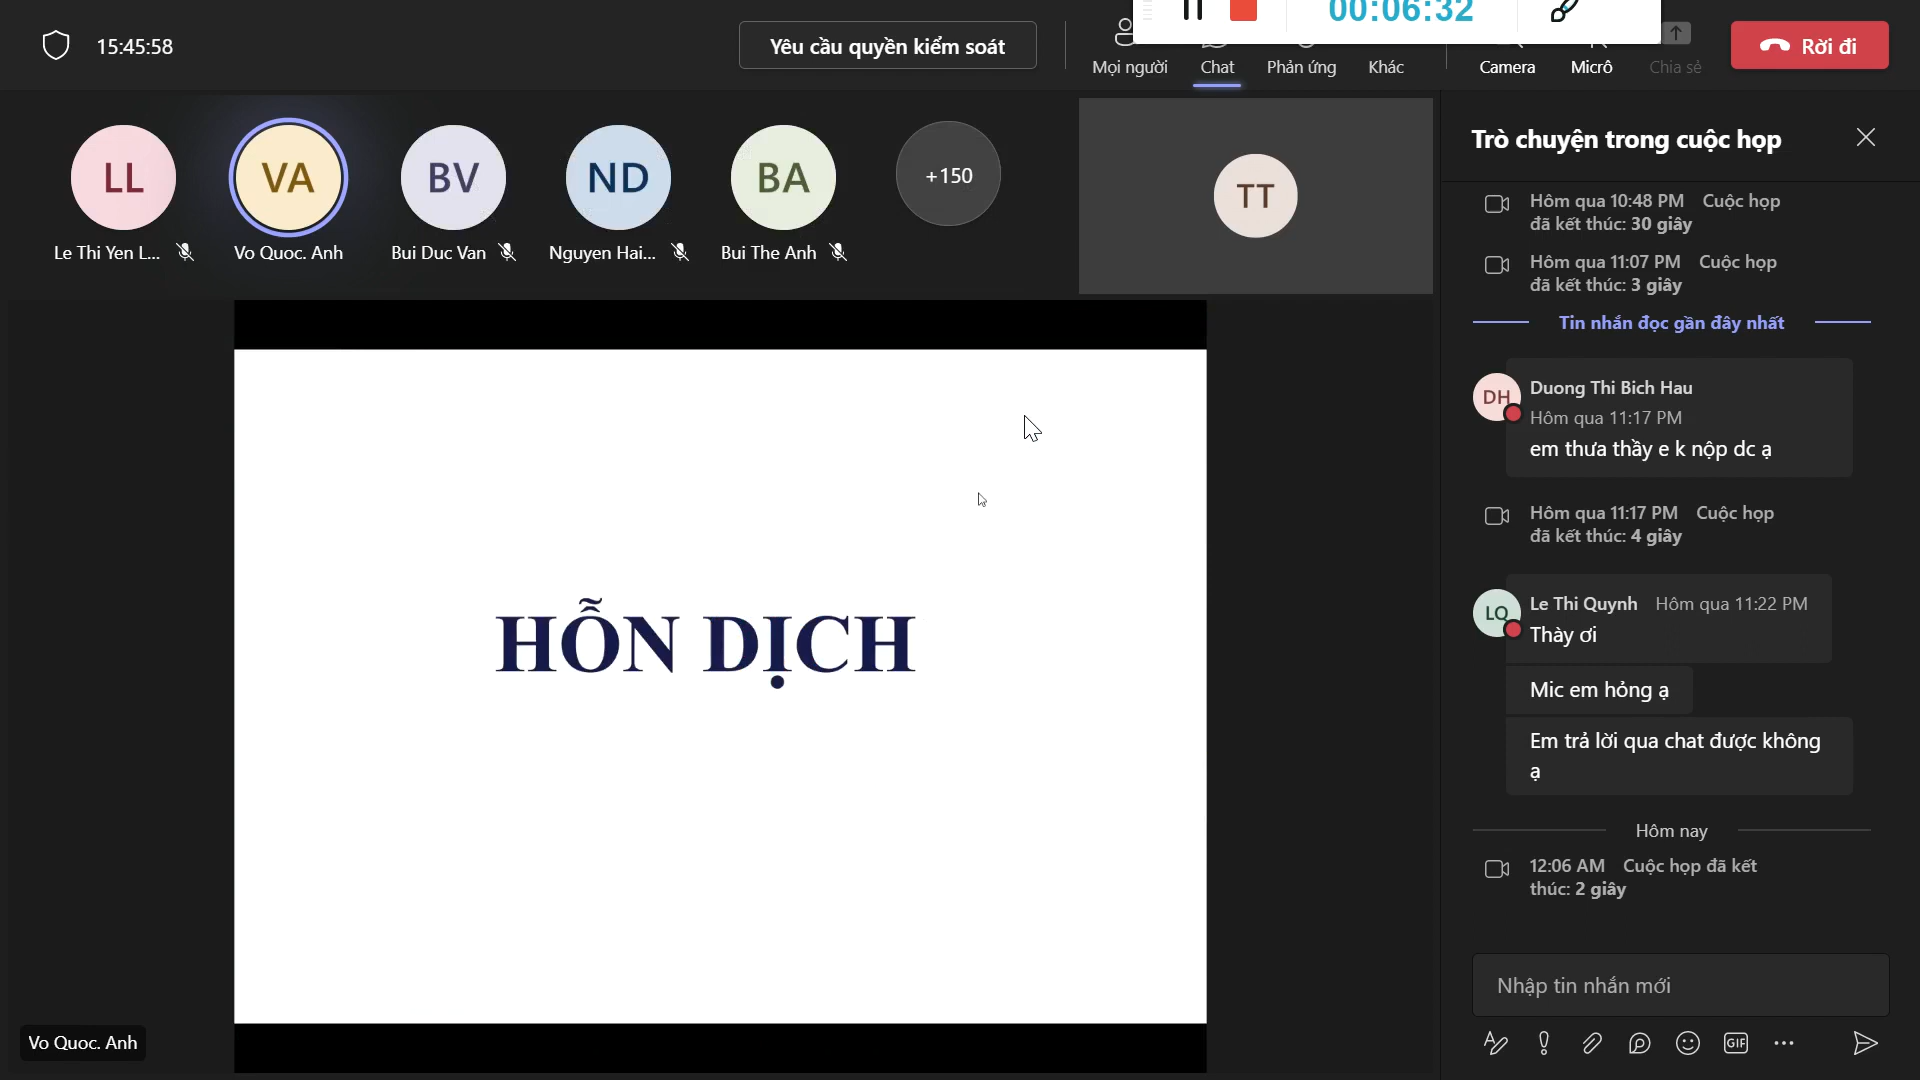 15:45:58
Yêu cầu quyền kiểm soát
00:06:32
Mọi người
Chat
Phản ứng
Khác
Camera
Micrô
Chia sẻ
Rời đi
LL
VA
BV
ND
BA
+150
TT
Le Thi Yen L...
Vo Quoc. Anh
Bui Duc Van
Nguyen Hai...
Bui The Anh
HỖN DỊCH
Vo Quoc. Anh
Trò chuyện trong cuộc họp
Hôm qua 10:48 PM Cuộc họp
đã kết thúc: 30 giây
Hôm qua 11:07 PM Cuộc họp
đã kết thúc: 3 giây
Tin nhắn đọc gần đây nhất
DH
Duong Thi Bich Hau
Hôm qua 11:17 PM
em thưa thầy e k nộp dc ạ
Hôm qua 11:17 PM Cuộc họp
đã kết thúc: 4 giây
LQ
Le Thi Quynh Hôm qua 11:22 PM
Thày ơi
Mic em hỏng ạ
Em trả lời qua chat được không
ạ
Hôm nay
12:06 AM Cuộc họp đã kết
thúc: 2 giây
Nhập tin nhắn mới
GIF